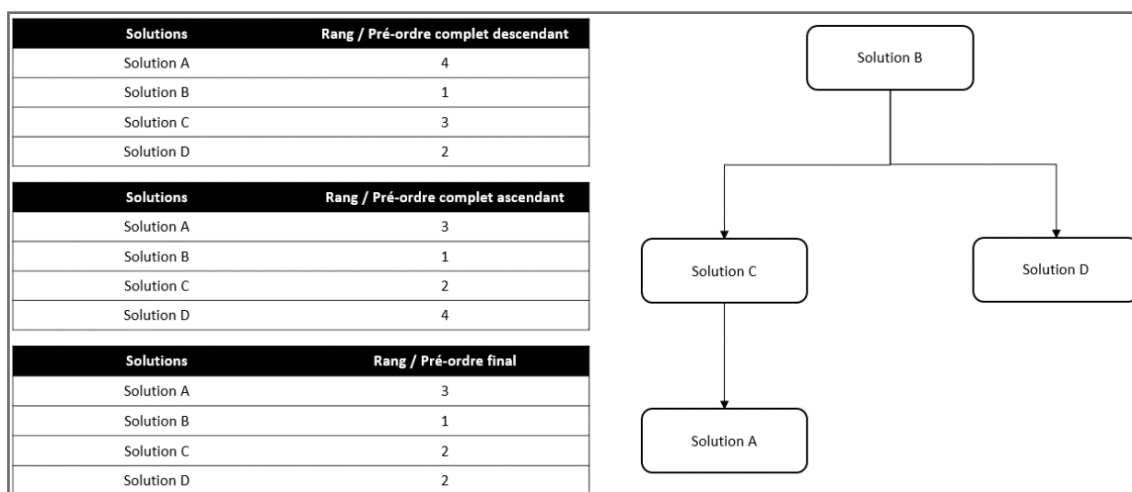 Solutions Rang / Pré-ordre complet descendant
Solution A 4
Solution B 1
Solution C 3
Solution D 2
Solutions Rang / Pré-ordre complet ascendant
Solution A 3
Solution B 1
Solution C 2
Solution D 4
Solutions Rang / Pré-ordre final
Solution A 3
Solution B 1
Solution C 2
Solution D 2
Solution B
Solution C
Solution D
Solution A